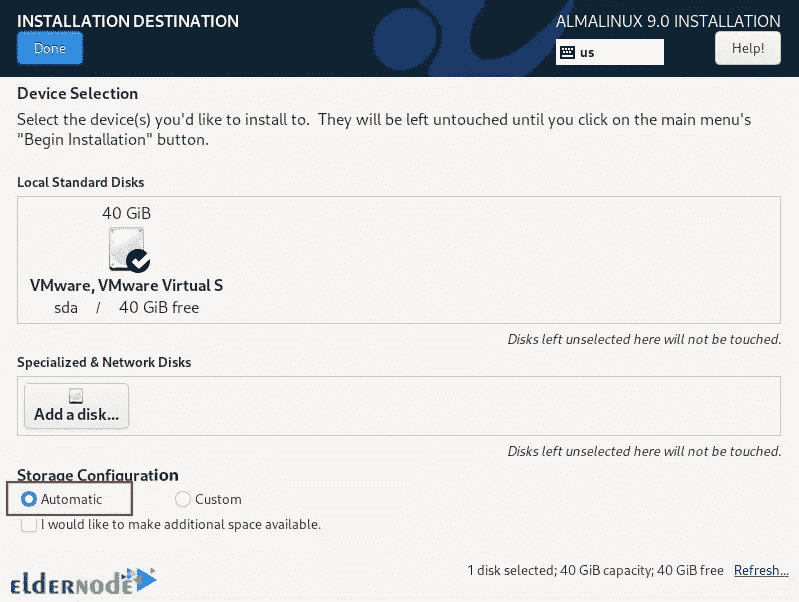 INSTALLATION DESTINATION
ALMALINUX 9.0 INSTALLATION
Done
us
Help!
Device Selection
Select the device(s) you'd like to install to.  They will be left untouched until you click on the main menu's
"Begin Installation" button.
Local Standard Disks
40 GiB
VMware, VMware Virtual S
sda / 40 GiB free
Disks left unselected here will not be touched.
Specialized & Network Disks
Add a disk...
Disks left unselected here will not be touched.
Storage Configuration
Automatic
Custom
I would like to make additional space available.
eldernode
1 disk selected; 40 GiB capacity; 40 GiB free
Refresh...